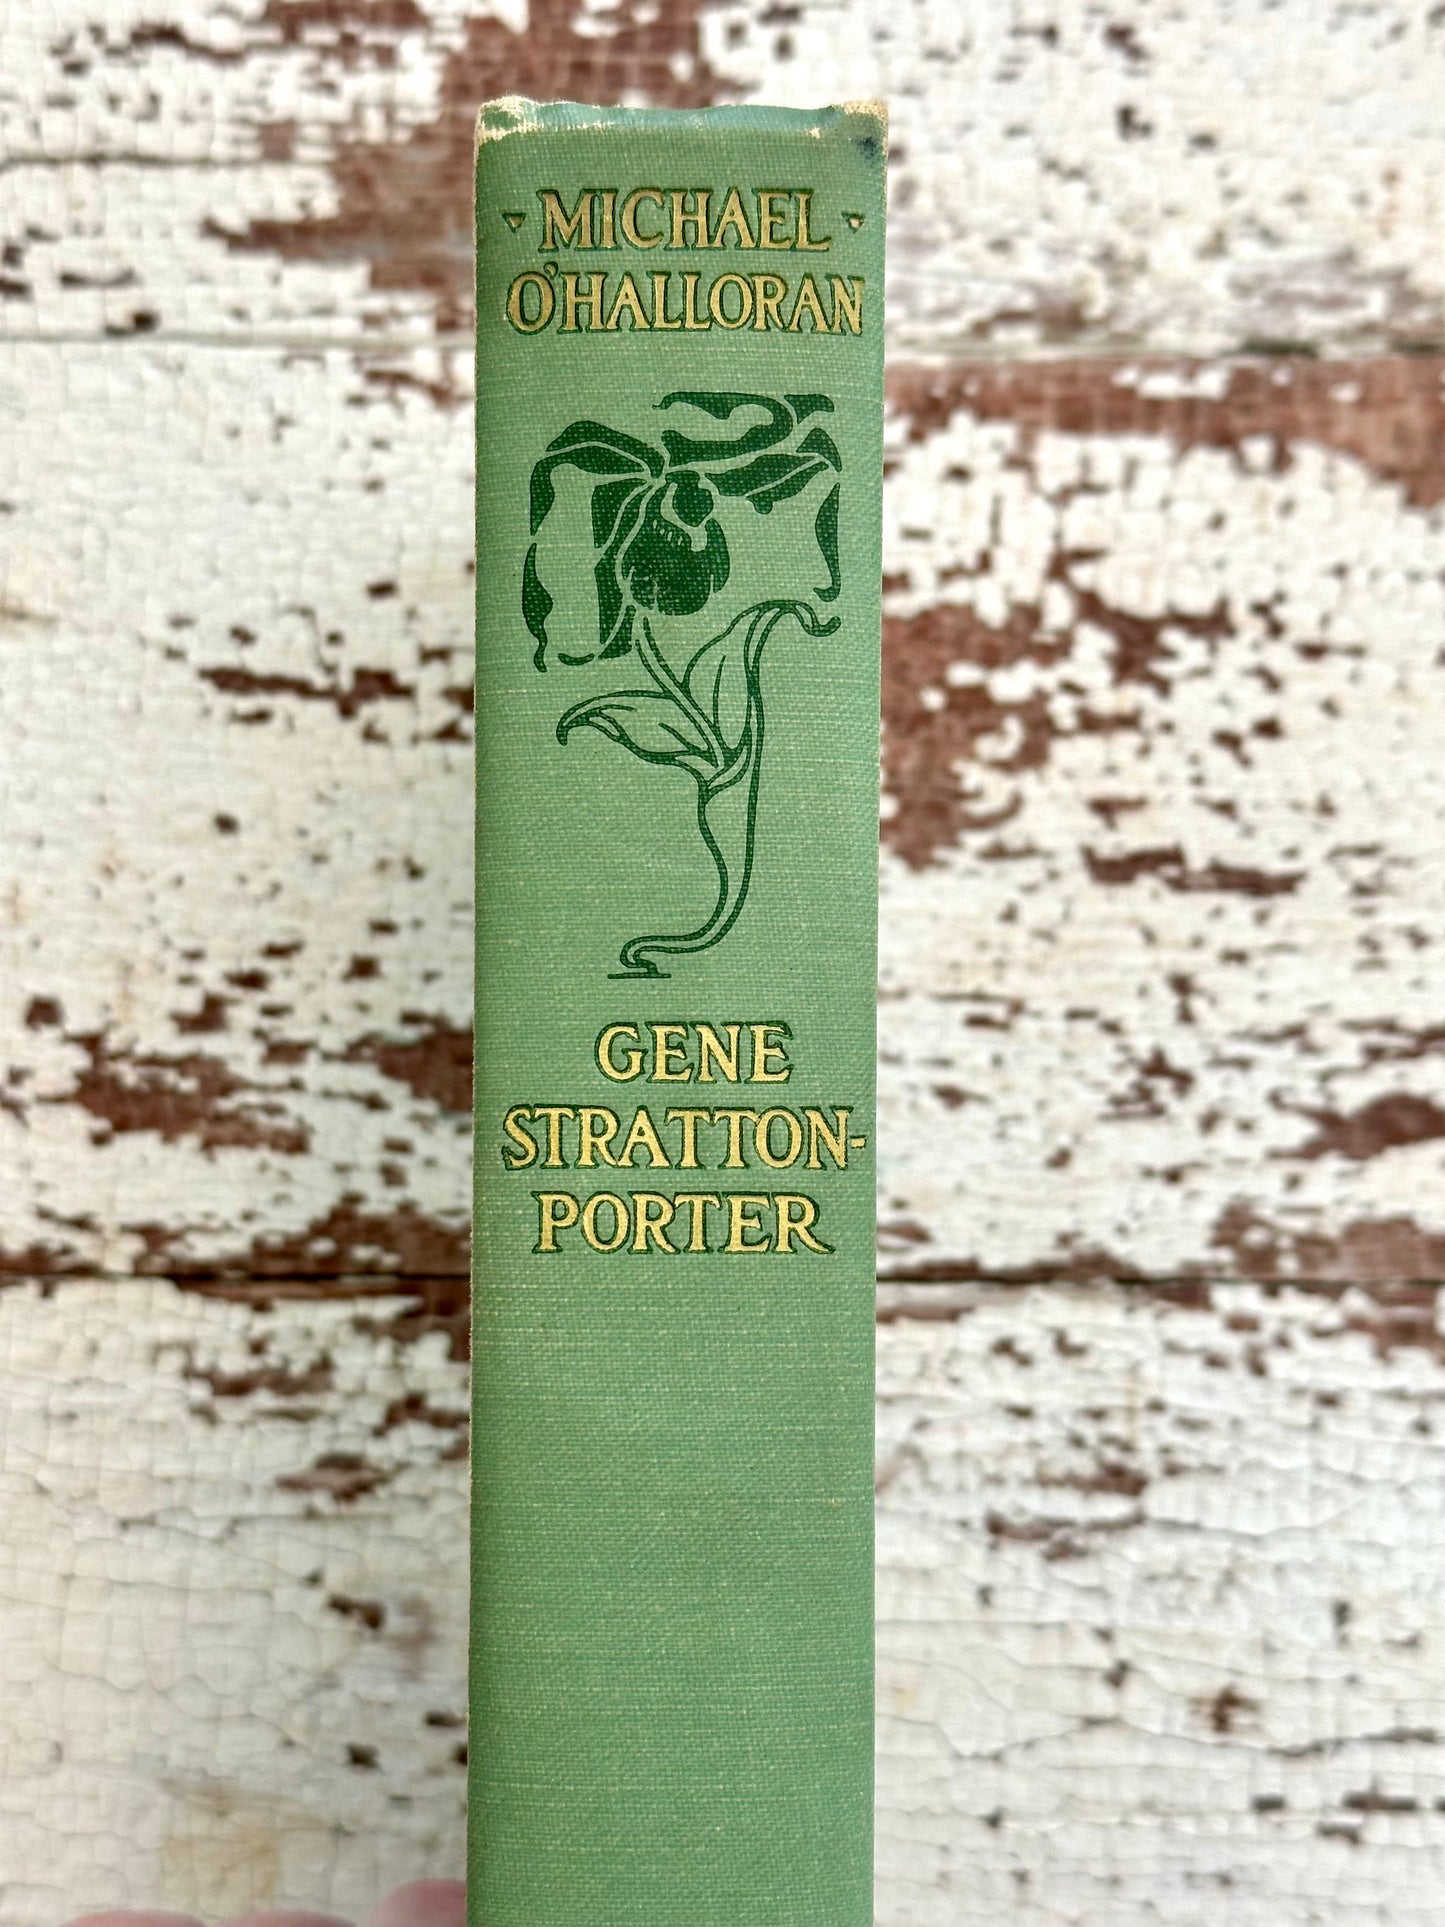 MICHAEL
O'HALLORAN
GENE
STRATTON-
PORTER